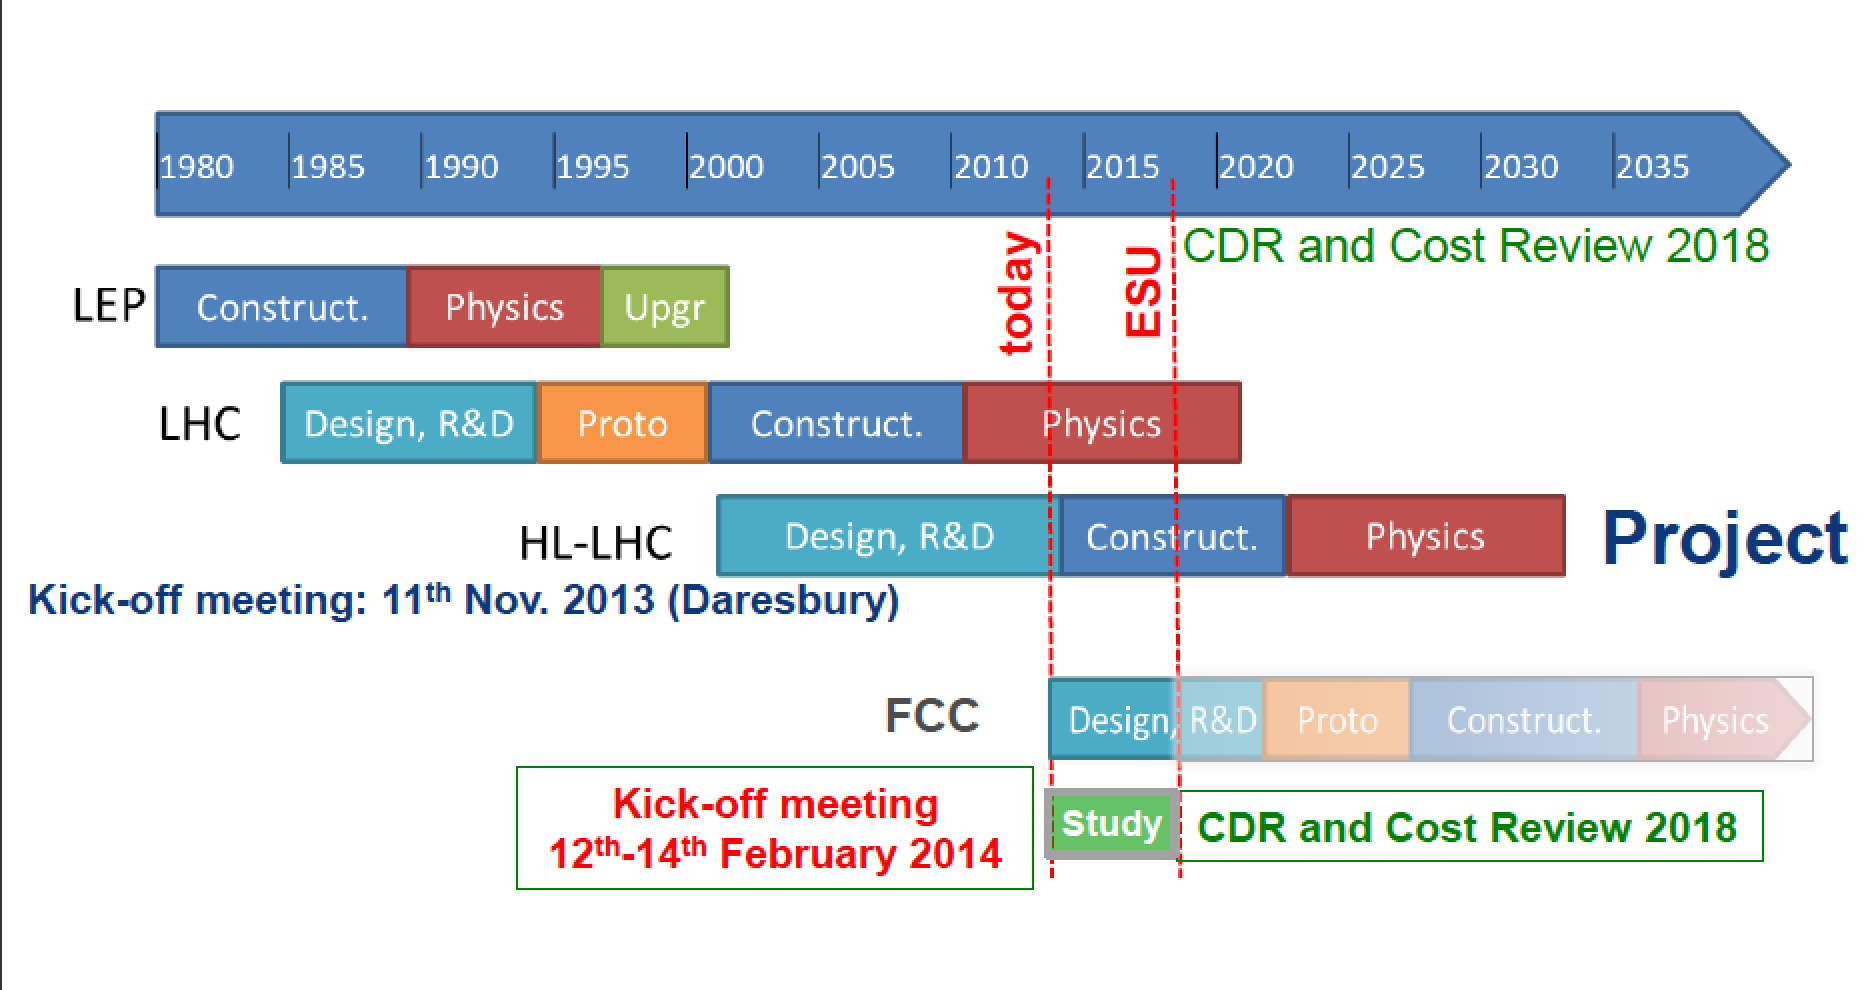 1980 1985 1990 1995 2000 2005 2010 2015 2020 2025 2030 2035
CDR and Cost Review 2018
today
ESU
LEP Construct. Physics Upgr
LHC Design, R&D Proto Construct. Physics
HL-LHC Design, R&D Construct. Physics Project
Kick-off meeting: 11th Nov. 2013 (Daresbury)
FCC Design, R&D Proto Construct. Physics
Kick-off meeting
12th-14th February 2014
Study
CDR and Cost Review 2018